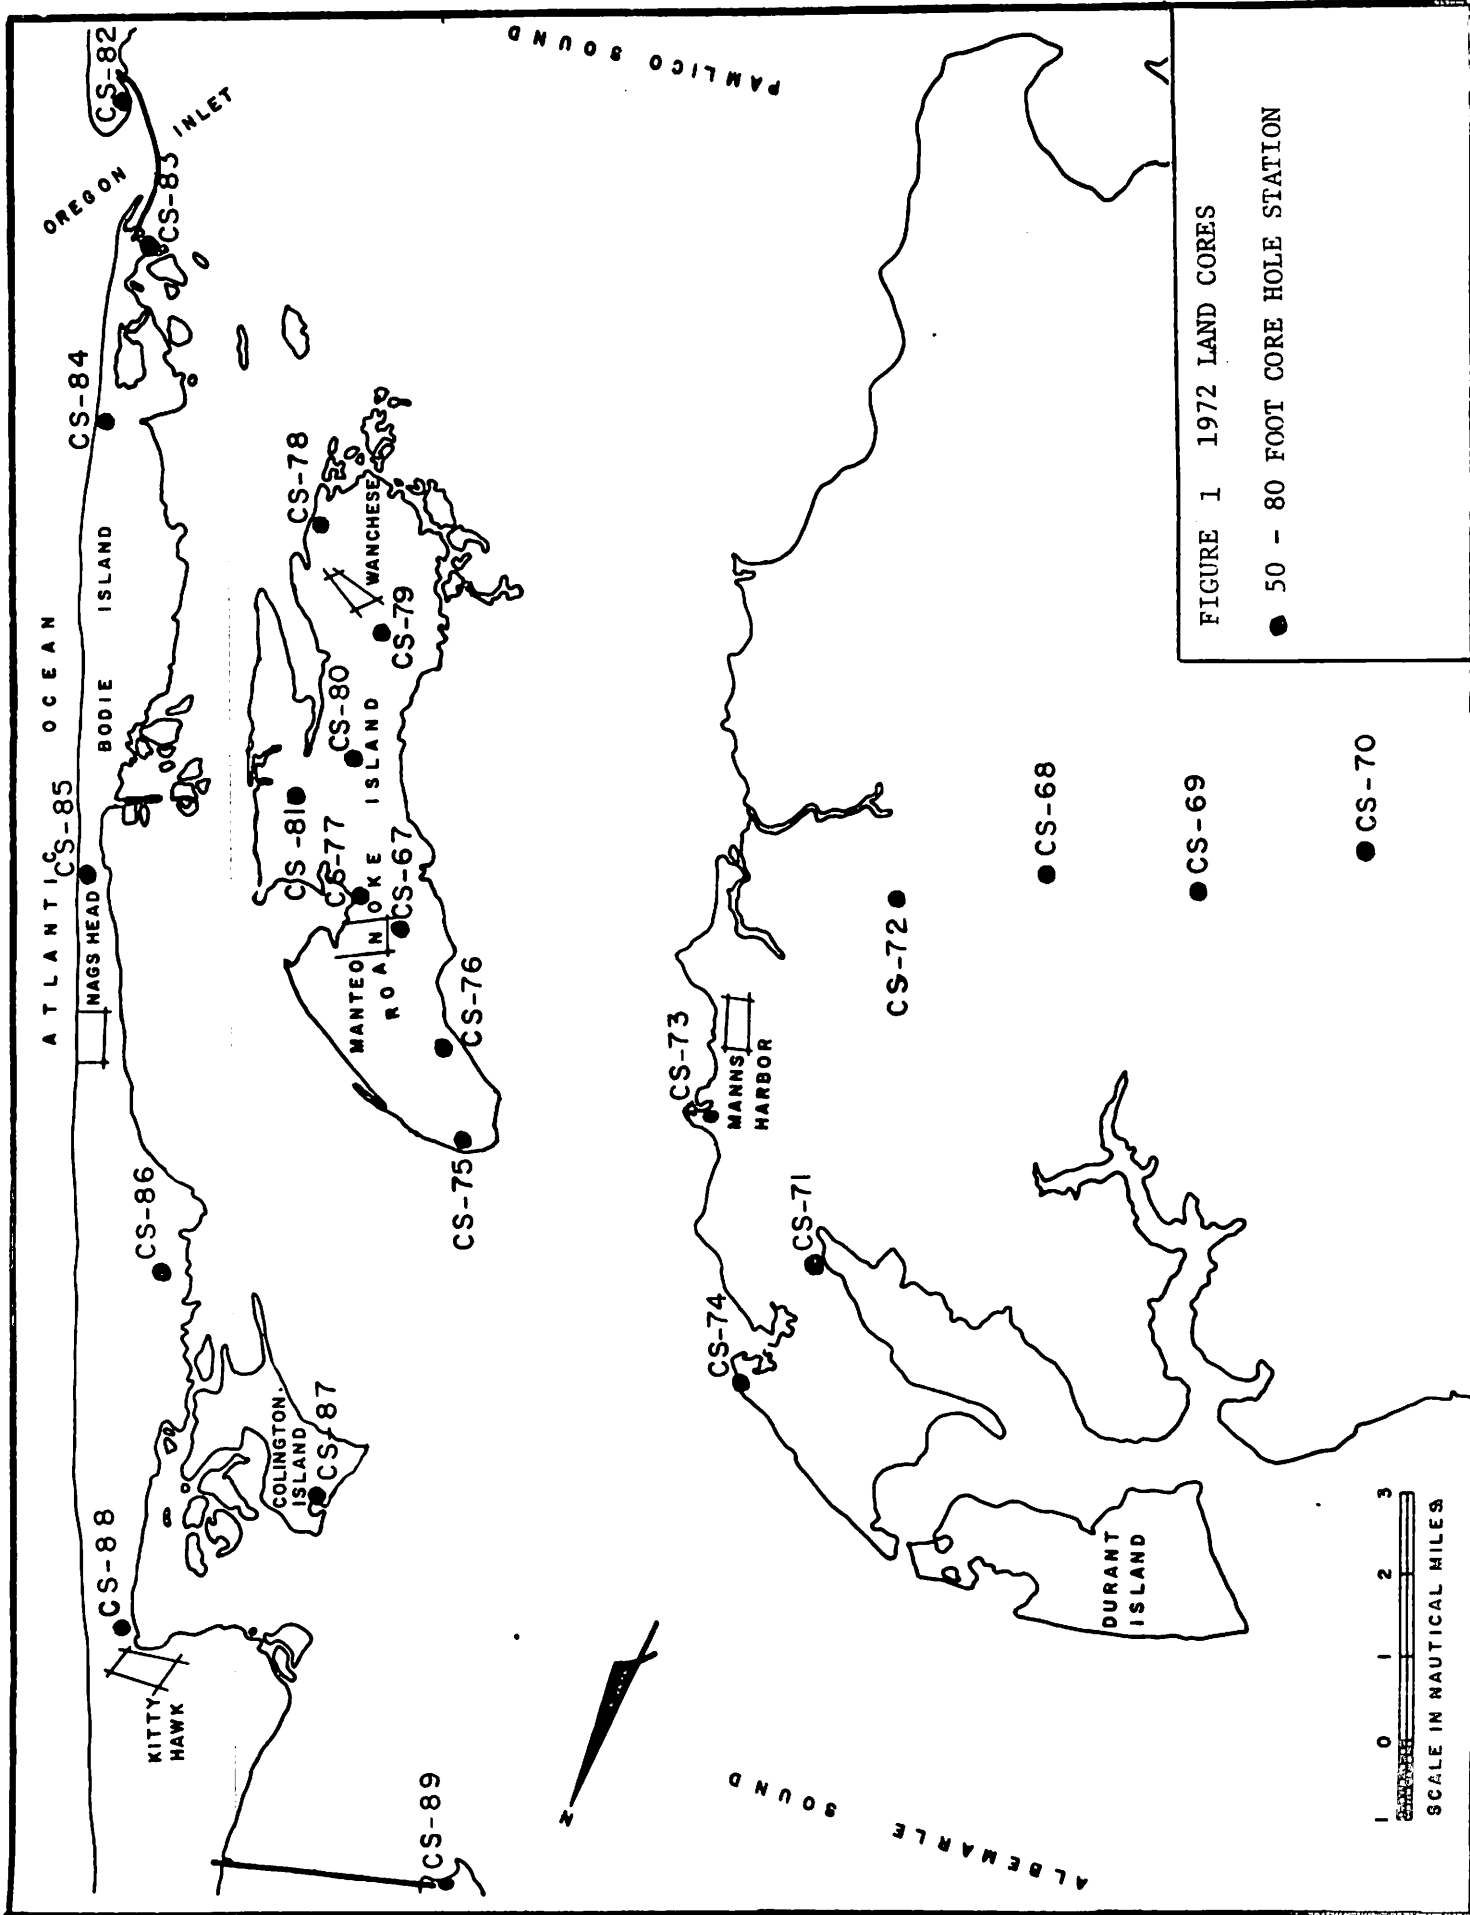 ATLANTIC OCEAN
KITTY
HAWK
CS-88
CS-86
NAGS HEAD
CS-85
BODIE ISLAND
CS-84
OREGON INLET
CS-83
CS-82
COLINGTON.
ISLAND
CS-87
CS-89
CS-75
CS-76
MANTEO
ROANOKE ISLAND
CS-67
CS-77
CS-81
CS-80
CS-79
WANCHESE
CS-78
PAMLICO SOUND
N
ALBEMARLE SOUND
CS-74
CS-71
CS-73
MANNS
HARBOR
CS-72
CS-68
CS-69
CS-70
DURANT
ISLAND
1 0 1 2 3
SCALE IN NAUTICAL MILES
FIGURE 1 1972 LAND CORES
50 - 80 FOOT CORE HOLE STATION